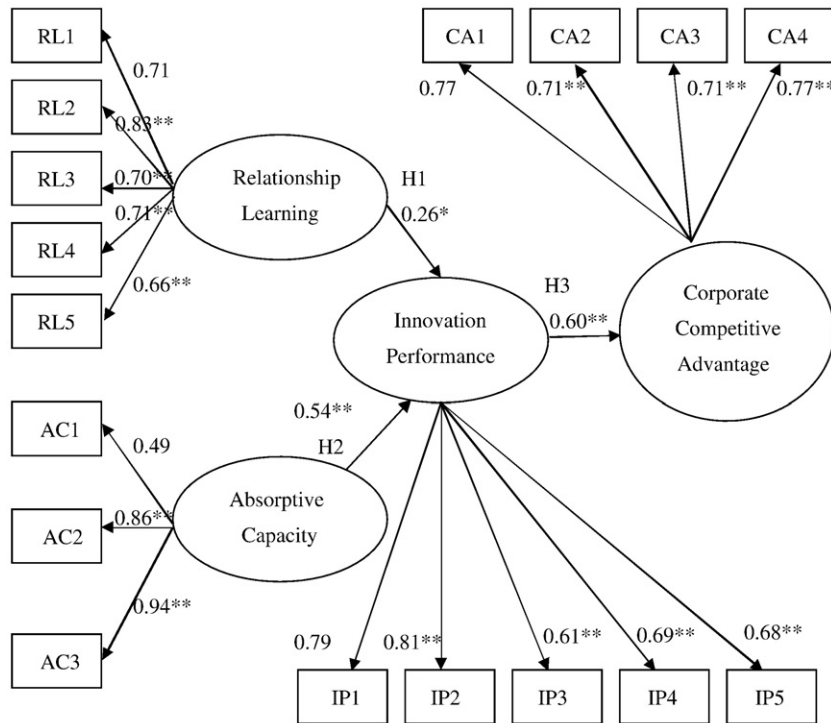 RL1
CA1
CA2
CA3
CA4
0.71
0.77
0.71**
0.71**
0.77**
RL2
0.83**
RL3
0.70**
Relationship
Learning
H1
0.26*
RL4
0.71**
RL5
0.66**
Innovation
Performance
H3
0.60**
Corporate
Competitive
Advantage
AC1
0.49
0.54**
H2
AC2
0.86**
Absorptive
Capacity
AC3
0.94**
0.79
0.81**
0.61**
0.69**
0.68**
IP1
IP2
IP3
IP4
IP5